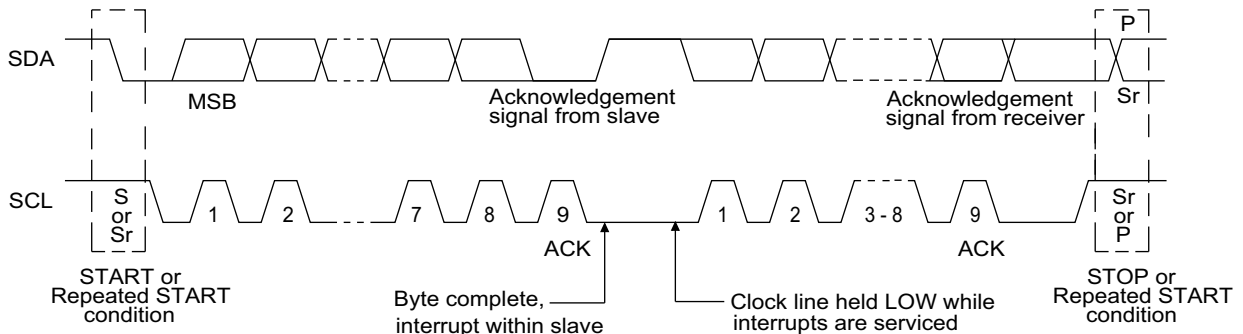 P
SDA
MSB
Acknowledgement
signal from slave
Acknowledgement
signal from receiver
Sr
SCL
S
or
Sr
1
2
7
8
9
1
2
3 - 8
9
Sr
or
P
ACK
ACK
START or
Repeated START
condition
Byte complete,
interrupt within slave
Clock line held LOW while
interrupts are serviced
STOP or
Repeated START
condition